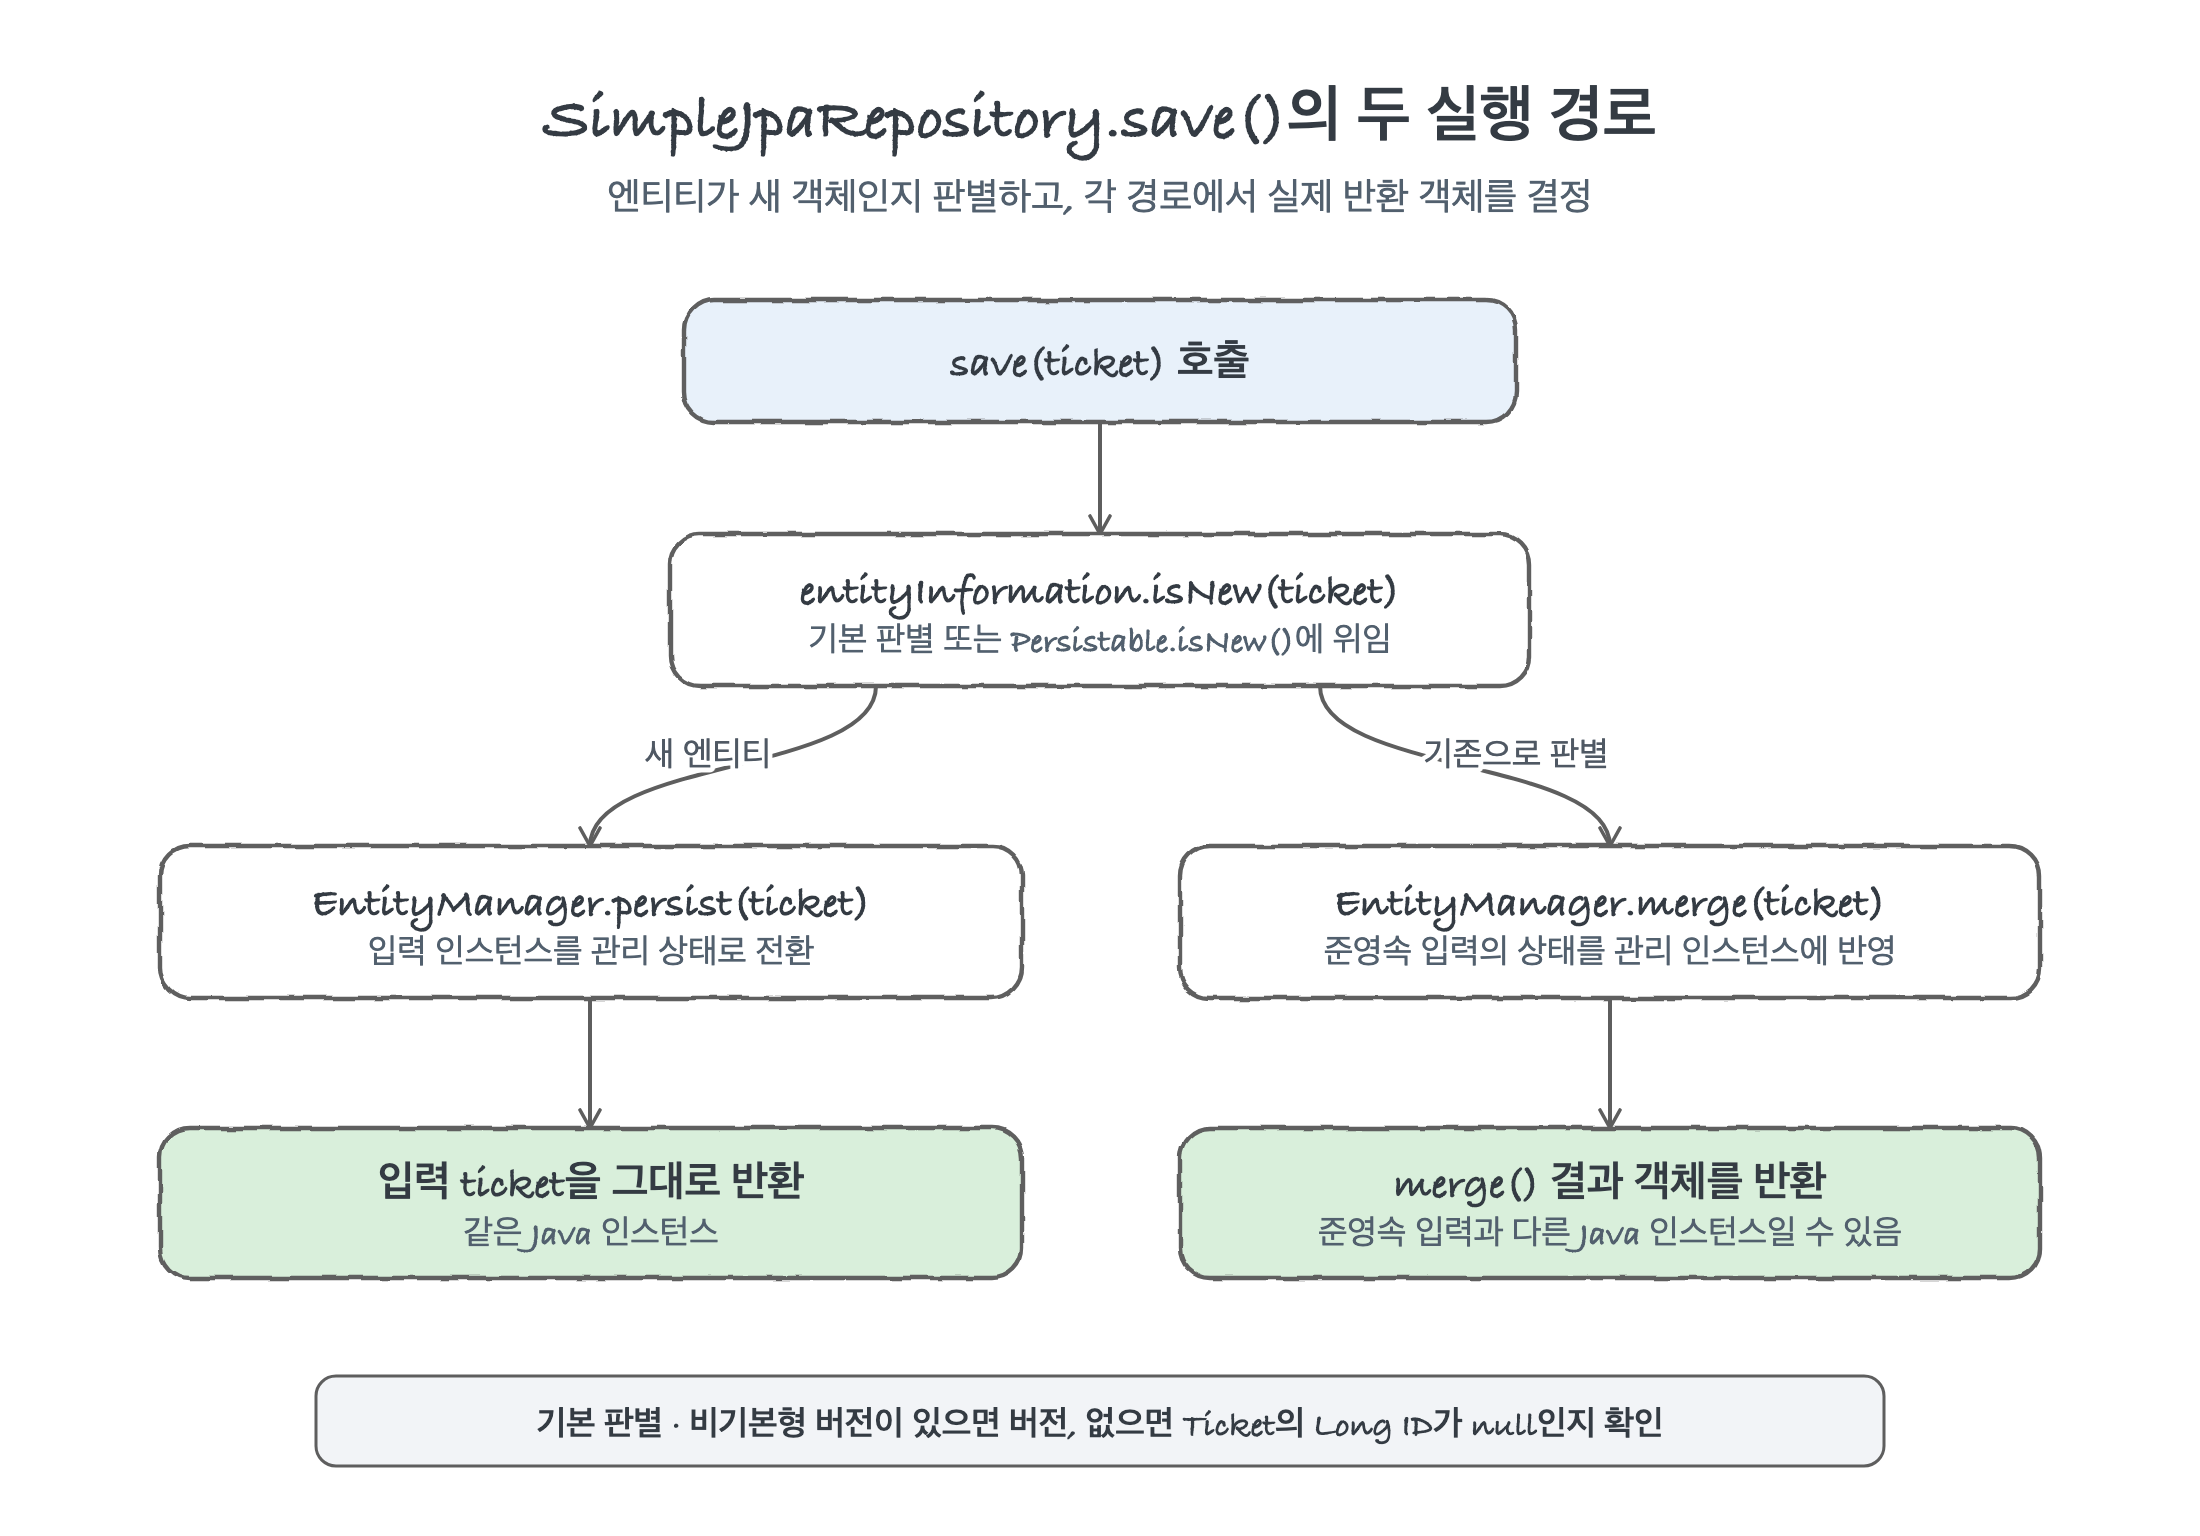 SimpleJpaRepository.save()의 두 실행 경로
엔티티가 새 객체인지 판별하고, 각 경로에서 실제 반환 객체를 결정
save(ticket) 호출
entityInformation.isNew(ticket)
기본 판별 또는 Persistable.isNew()에 위임
새 엔티티
기존으로 판별
EntityManager.persist(ticket)
입력 인스턴스를 관리 상태로 전환
EntityManager.merge(ticket)
준영속 입력의 상태를 관리 인스턴스에 반영
입력 ticket을 그대로 반환
같은 Java 인스턴스
merge() 결과 객체를 반환
준영속 입력과 다른 Java 인스턴스일 수 있음
기본 판별 · 비기본형 버전이 있으면 버전, 없으면 Ticket의 Long ID가 null인지 확인